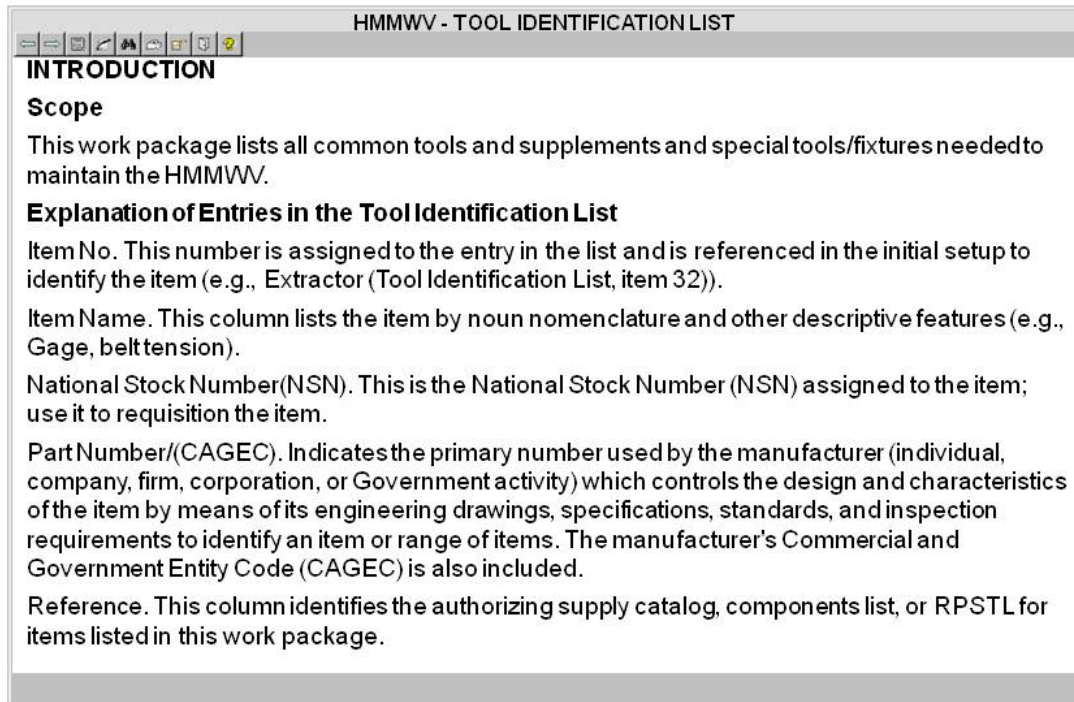 HMMWV - TOOL IDENTIFICATION LIST
INTRODUCTION
Scope
This work package lists all common tools and supplements and special tools/fixtures needed to
maintain the HMMWV.
Explanation of Entries in the Tool Identification List
Item No. This number is assigned to the entry in the list and is referenced in the initial setup to
identify the item (e.g., Extractor (Tool Identification List, item 32)).
Item Name. This column lists the item by noun nomenclature and other descriptive features (e.g.,
Gage, belt tension).
National Stock Number(NSN). This is the National Stock Number (NSN) assigned to the item;
use it to requisition the item.
Part Number/(CAGEC). Indicates the primary number used by the manufacturer (individual,
company, firm, corporation, or Government activity) which controls the design and characteristics
of the item by means of its engineering drawings, specifications, standards, and inspection
requirements to identify an item or range of items. The manufacturer's Commercial and
Government Entity Code (CAGEC) is also included.
Reference. This column identifies the authorizing supply catalog, components list, or RPSTL for
items listed in this work package.